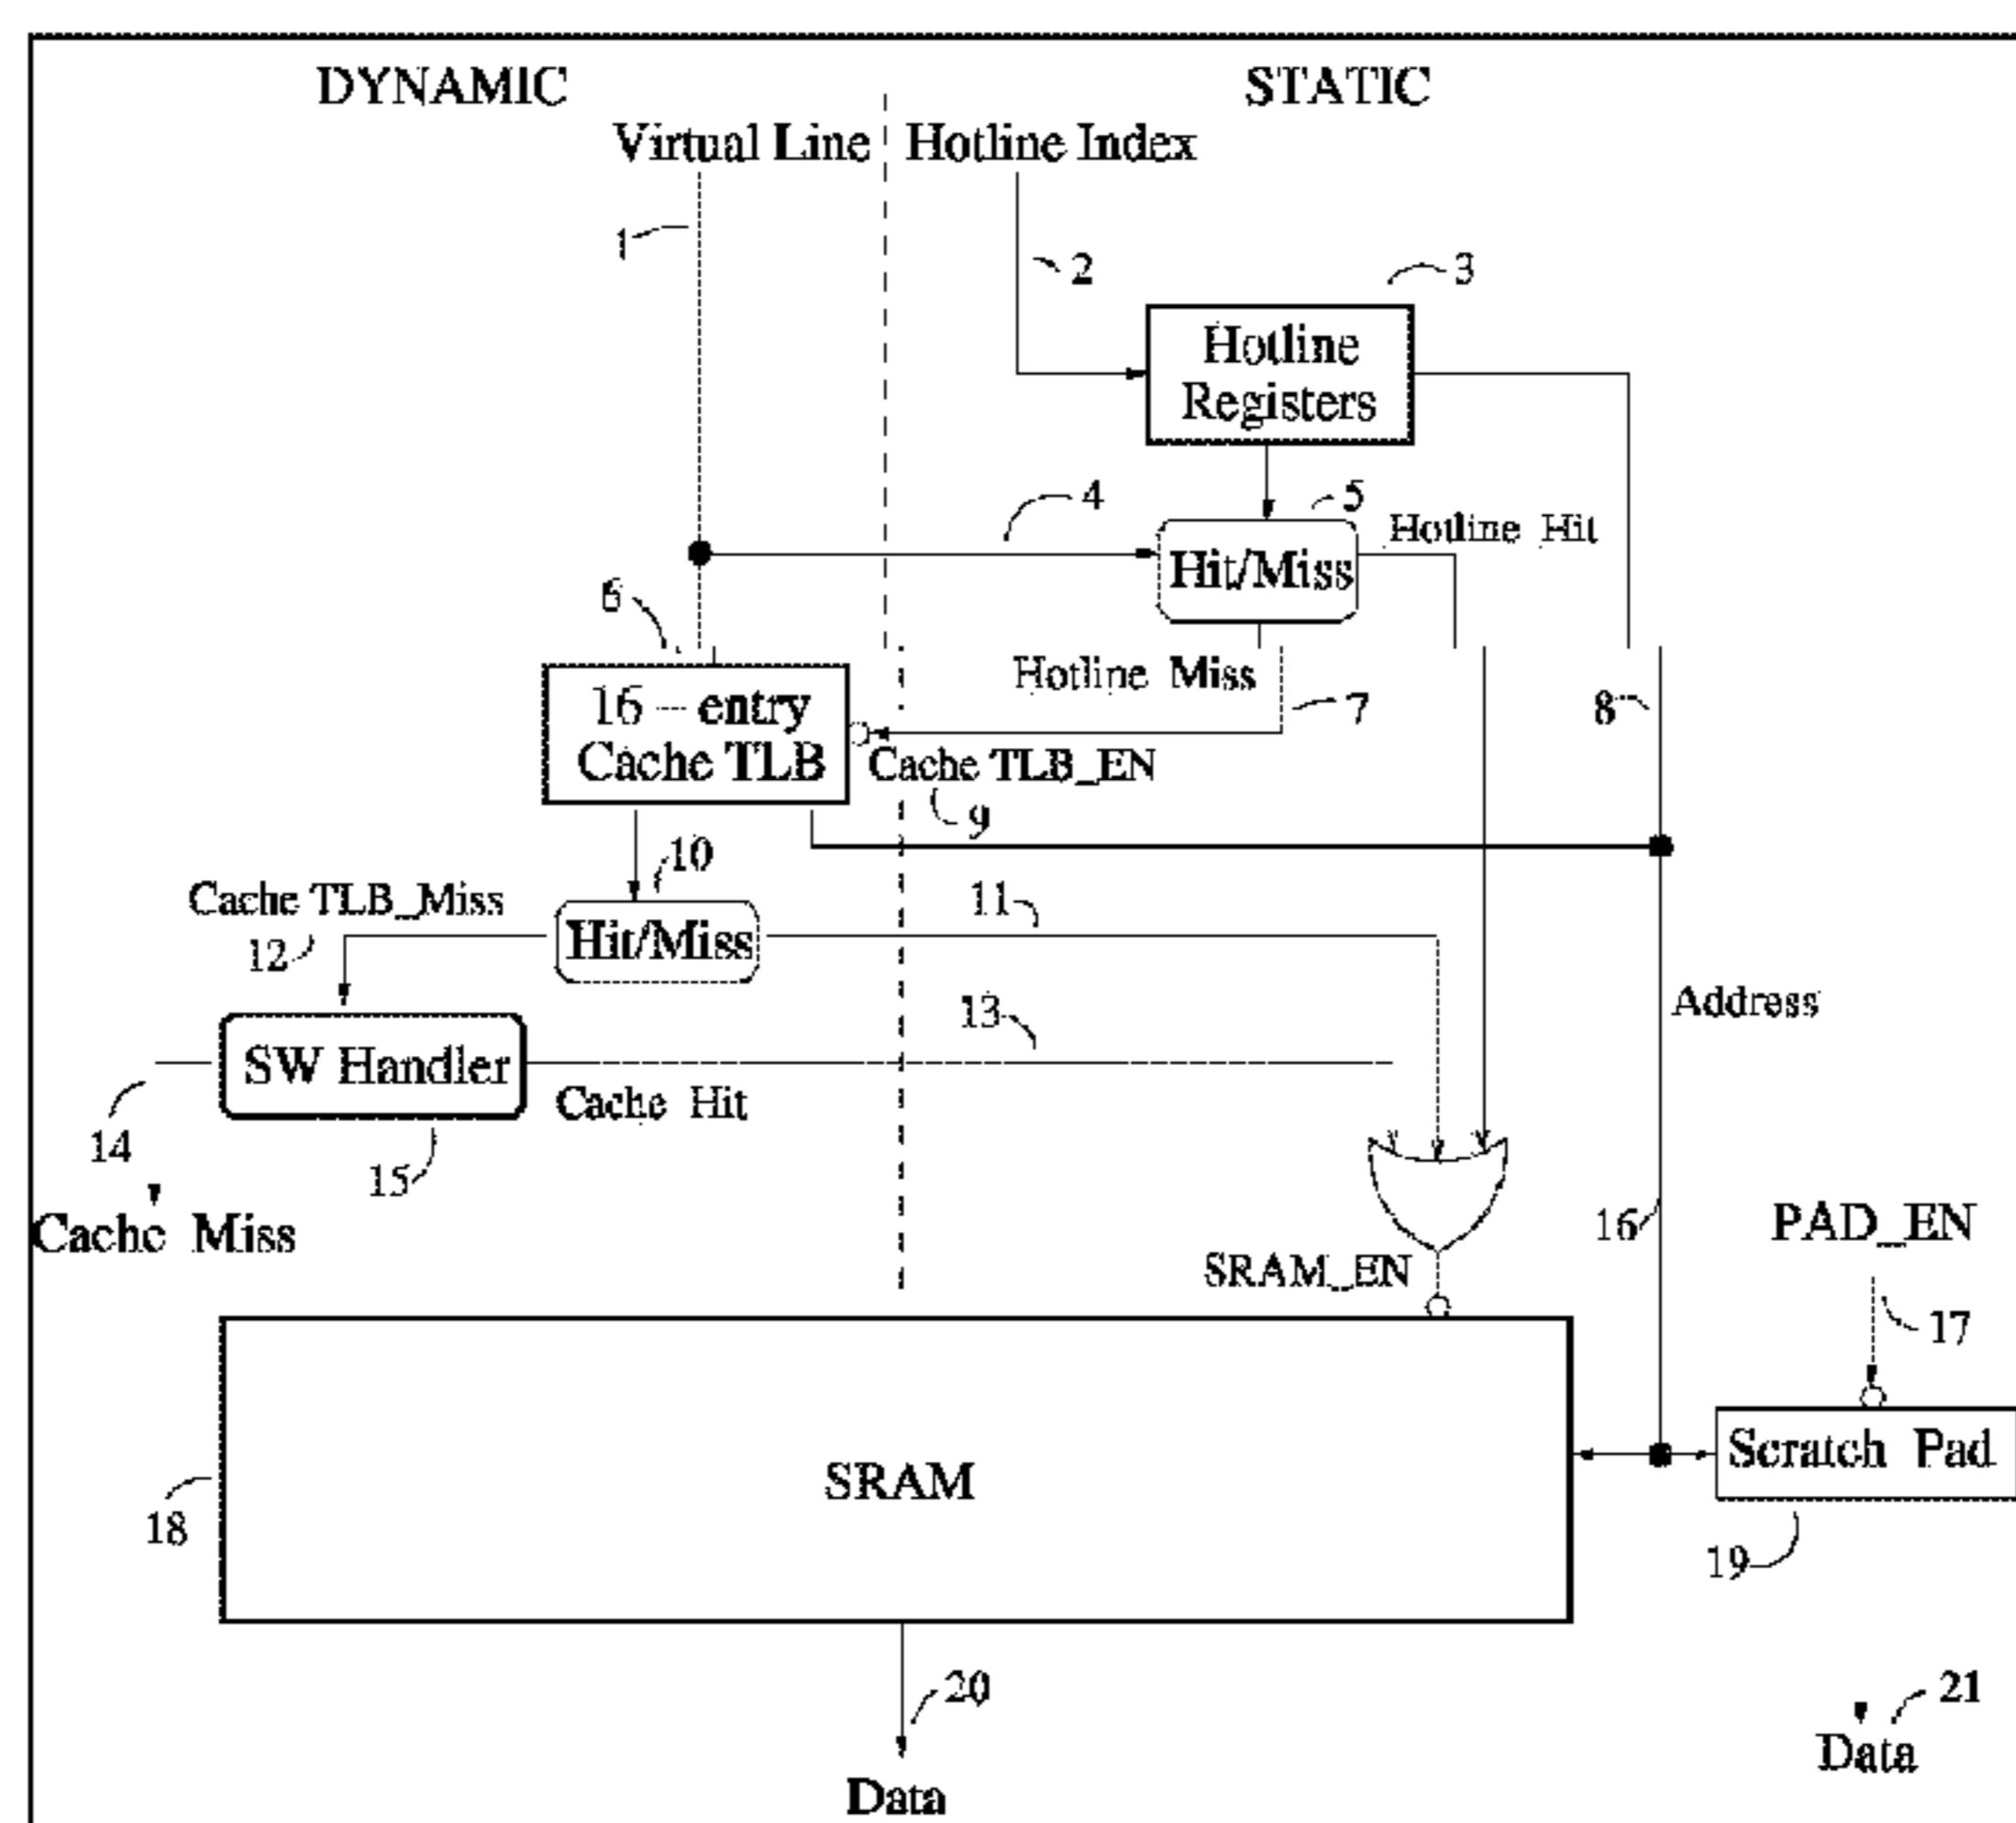 DYNAMIC
STATIC
Virtual Line
Hotline Index
1
2
3
Hotline
Registers
4
5
Hotline Hit
Hit/Miss
6
Hotline Miss
16 - entry
Cache TLB
7
8
Cache TLB_EN
9
10
Cache TLB_Miss
11
12
Hit/Miss
13
Address
SW Handler
Cache Hit
14
15
Cache Miss
16
PAD_EN
SRAM_EN
17
Scratch Pad
SRAM
18
19
20
21
Data
Data